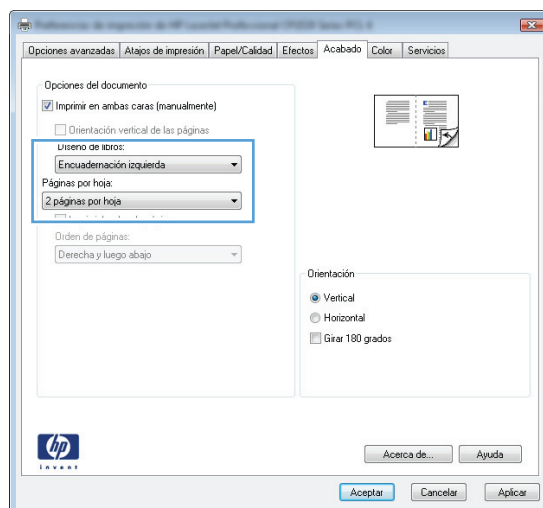 Opciones avanzadas Atajos de impresión Papel/Calidad Efectos Acabado Color Servicios
Opciones del documento
Imprimir en ambas caras (manualmente)
Orientación vertical de las páginas
Diseño de libros:
Encuadernación izquierda
Páginas por hoja:
2 páginas por hoja
Orden de páginas:
Derecha y luego abajo
Orientación
Vertical
Horizontal
Girar 180 grados
hp
invent
Acerca de... Ayuda
Aceptar Cancelar Aplicar